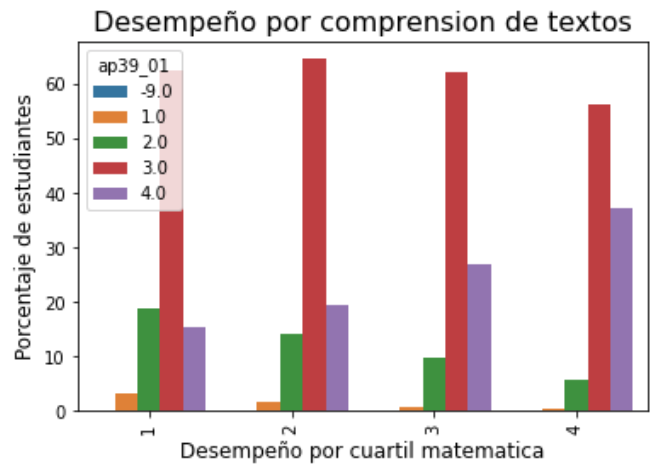 Desempeño por comprension de textos
ap39_01
-9.0
1.0
2.0
3.0
4.0
Porcentaje de estudiantes
60
50
40
30
20
10
0
1 2 3 4
Desempeño por cuartil matematica